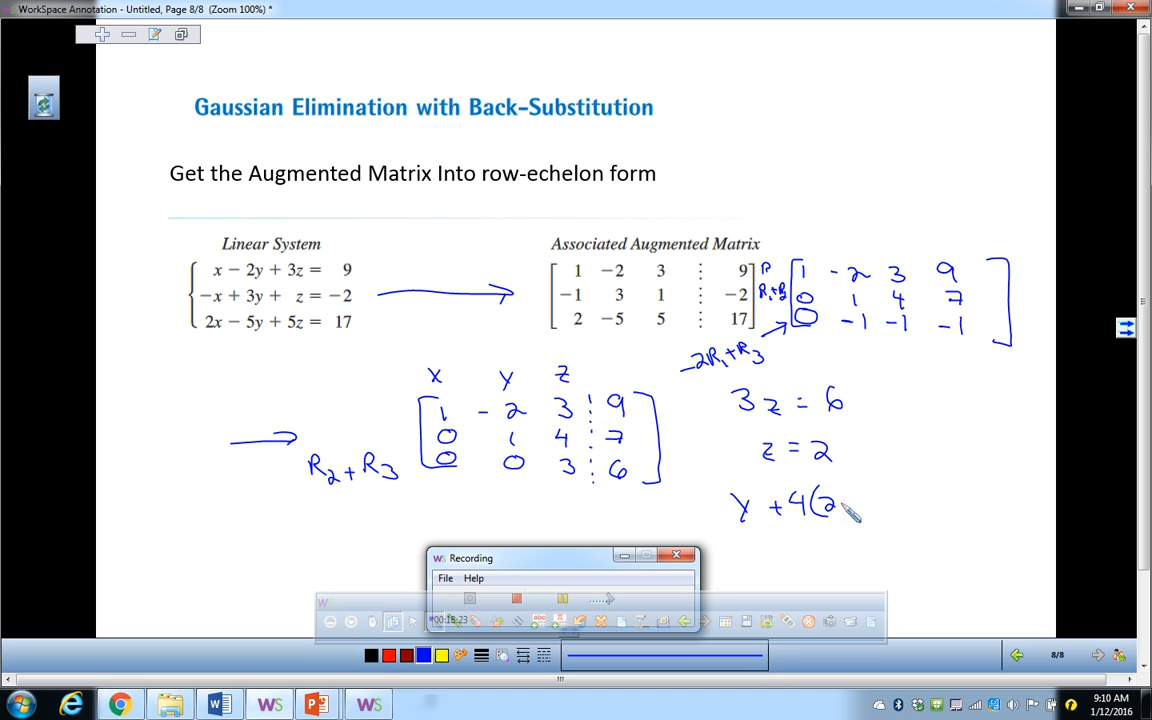 WorkSpace Annotation - Untitled, Page 8/8 (Zoom 100%) *
Gaussian Elimination with Back-Substitution
Get the Augmented Matrix Into row-echelon form
Linear System
x − 2y + 3z = 9
−x + 3y + z = −2
2x − 5y + 5z = 17
Associated Augmented Matrix
1 −2 3 ⋮ 9
−1 3 1 ⋮ −2
2 −5 5 ⋮ 17
1 -2 3 9
R1+R2 0 1 4 7
0 -1 -1 -1
-2R1+R3
x y z
1 -2 3 9
0 1 4 7
0 0 3 6
R2+R3
3z = 6
z = 2
y + 4(2
WS Recording
File Help
00:18:23
8/8
9:10 AM
1/12/2016